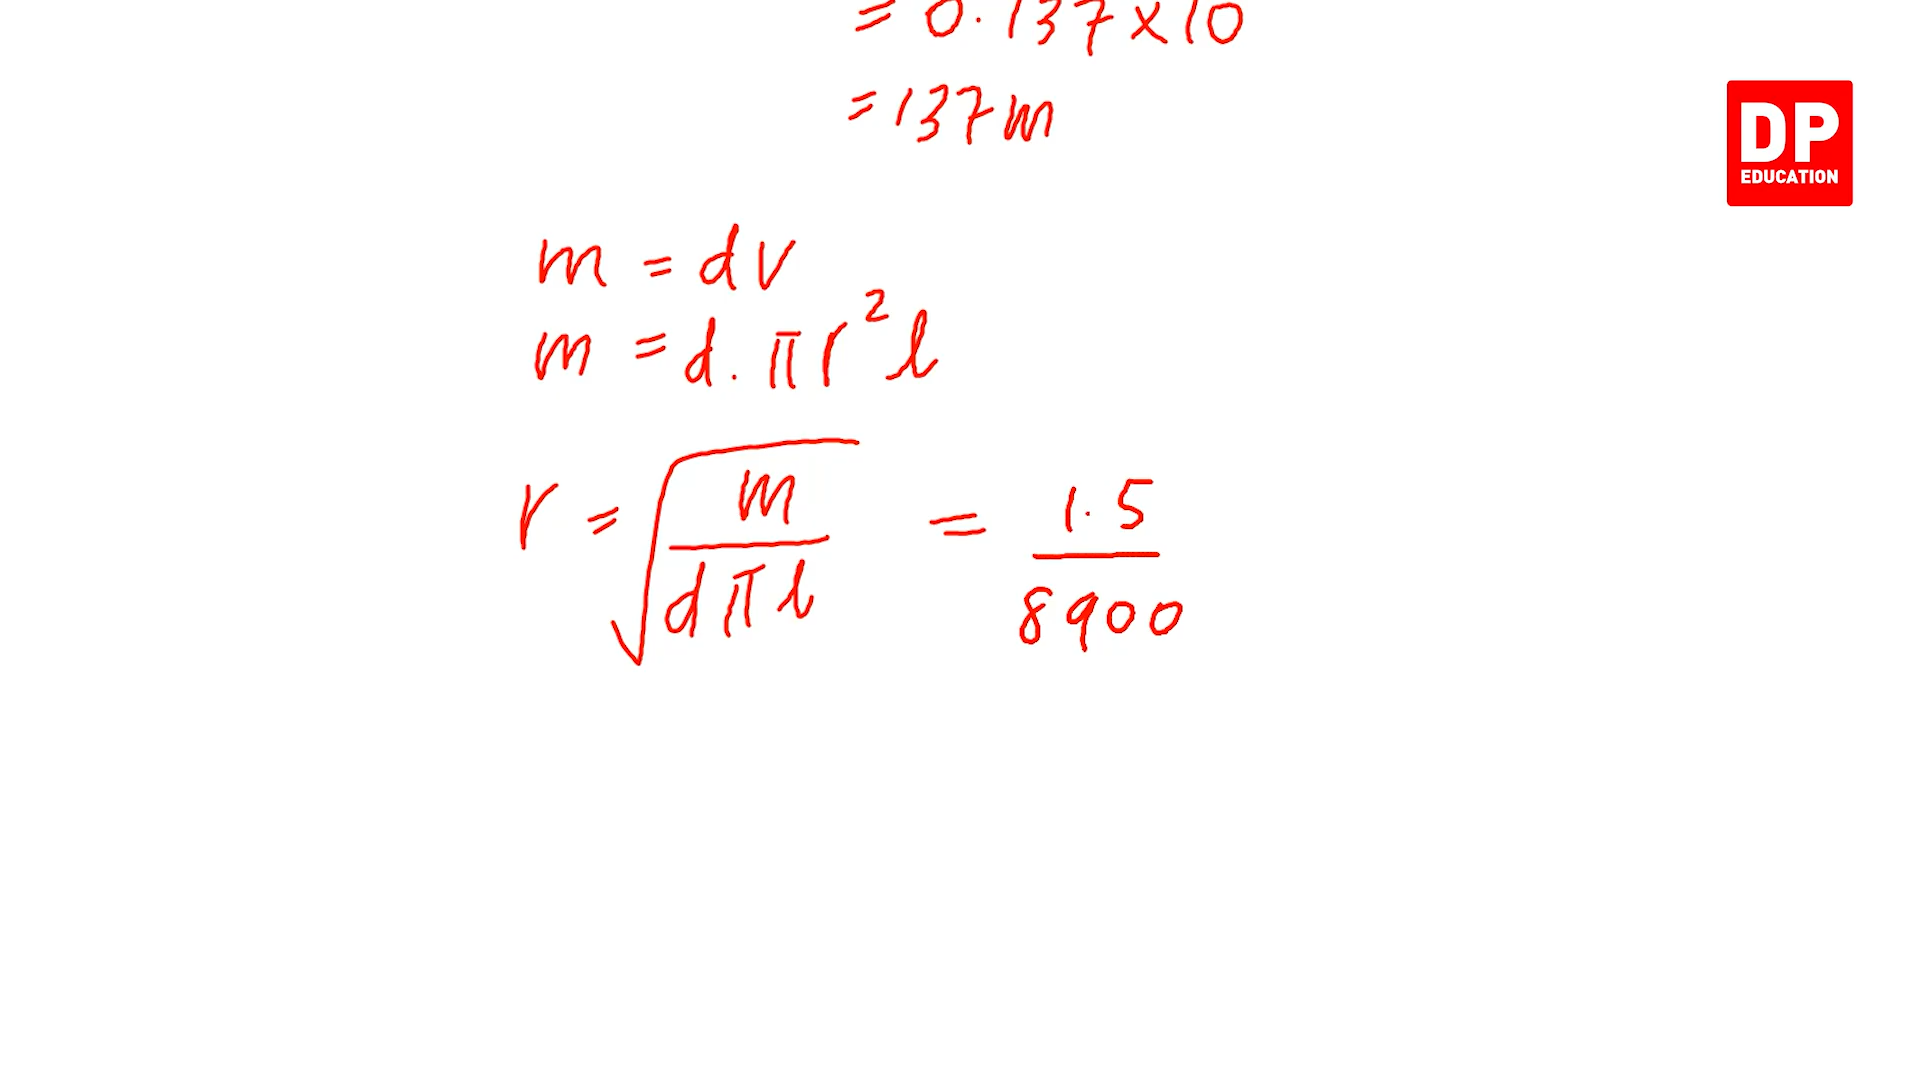 = 0.137×10
= 137m
DP
EDUCATION
m = dv
m = d.πr²l
r = √(m/dπl) = 1.5/8900